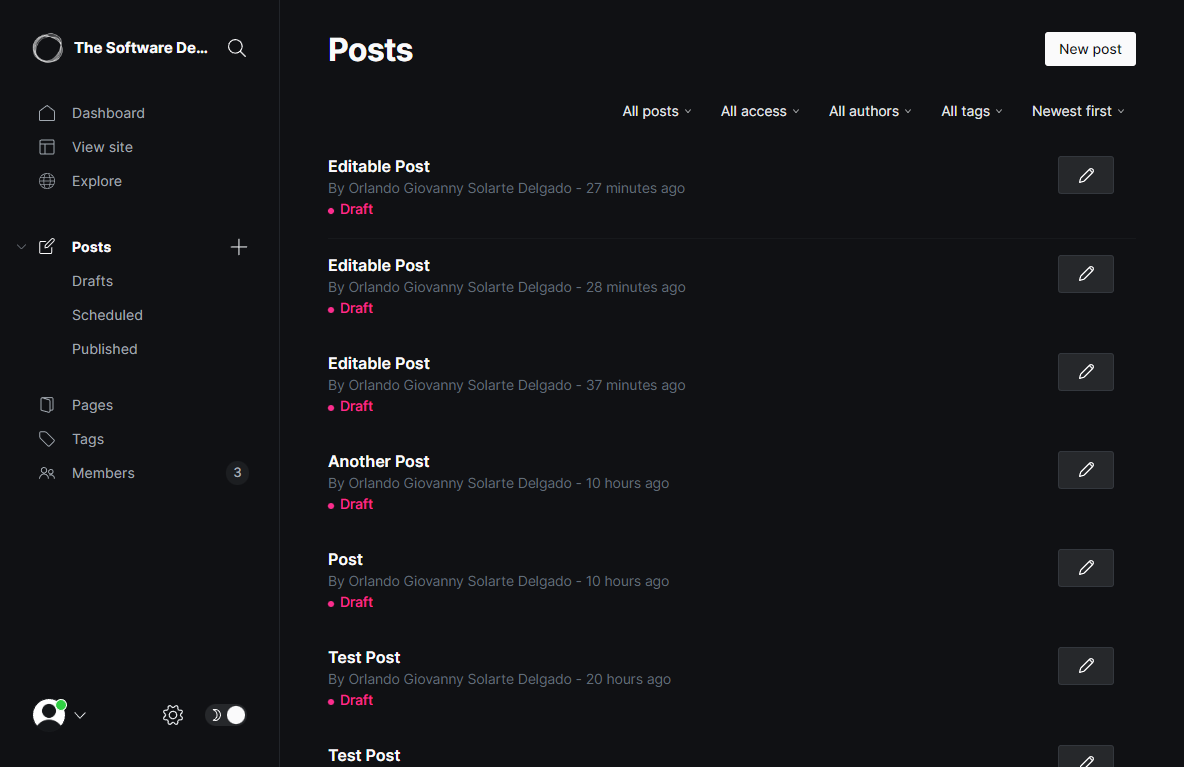 The Software De...
Dashboard
View site
Explore
Posts
Drafts
Scheduled
Published
Pages
Tags
Members
3
Posts
New post
All posts
All access
All authors
All tags
Newest first
Editable Post
By Orlando Giovanny Solarte Delgado - 27 minutes ago
Draft
Editable Post
By Orlando Giovanny Solarte Delgado - 28 minutes ago
Draft
Editable Post
By Orlando Giovanny Solarte Delgado - 37 minutes ago
Draft
Another Post
By Orlando Giovanny Solarte Delgado - 10 hours ago
Draft
Post
By Orlando Giovanny Solarte Delgado - 10 hours ago
Draft
Test Post
By Orlando Giovanny Solarte Delgado - 20 hours ago
Draft
Test Post